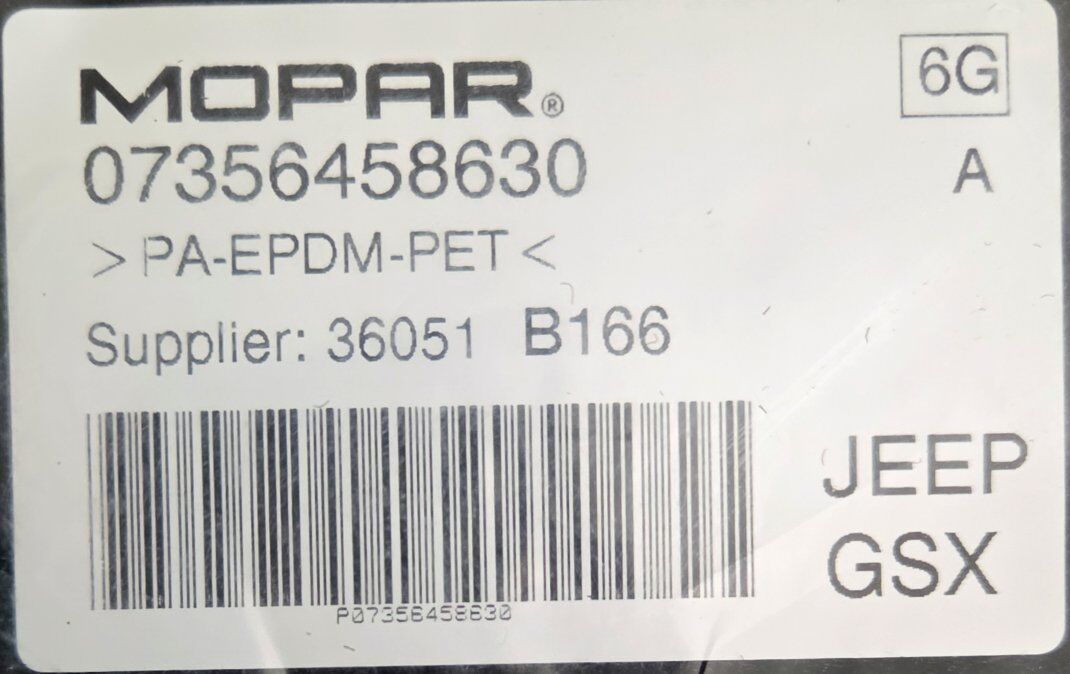 MOPAR®
6G
07356458630
A
>PA-EPDM-PET<
Supplier: 36051 B166
JEEP
GSX
P07356458630